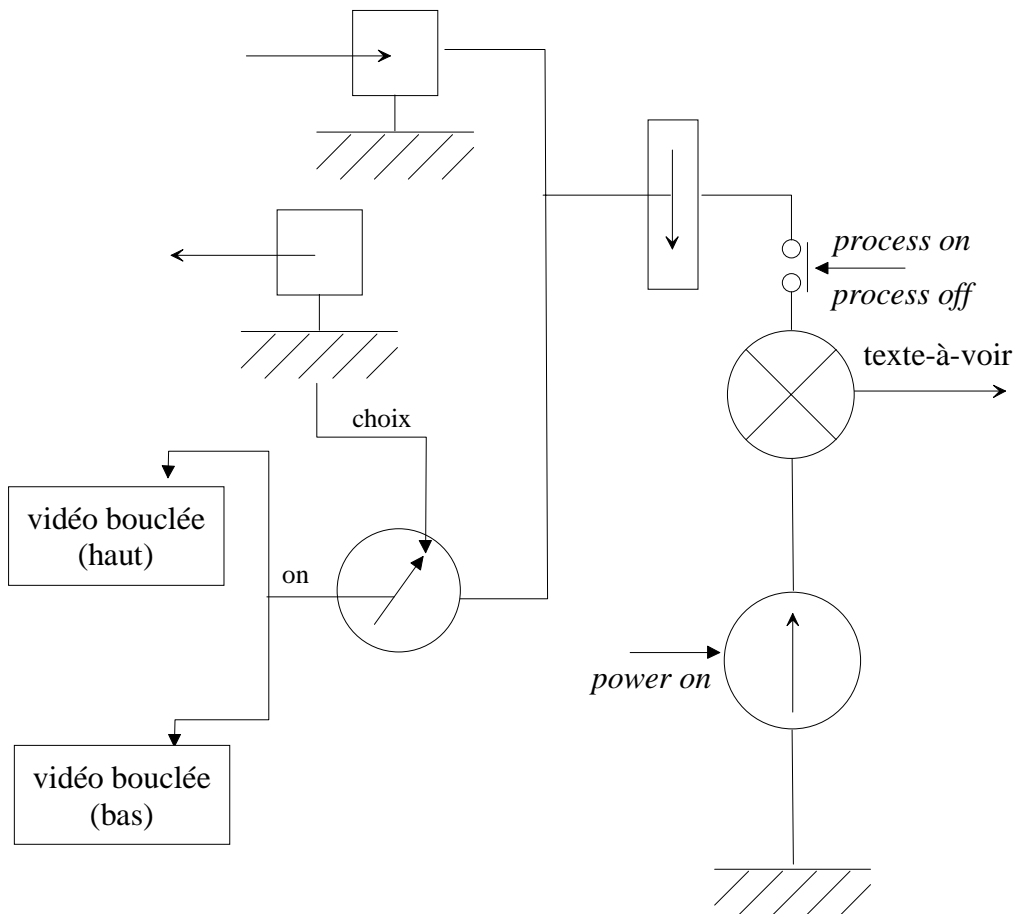 process on
process off
texte-à-voir
choix
vidéo bouclée
(haut)
on
power on
vidéo bouclée
(bas)